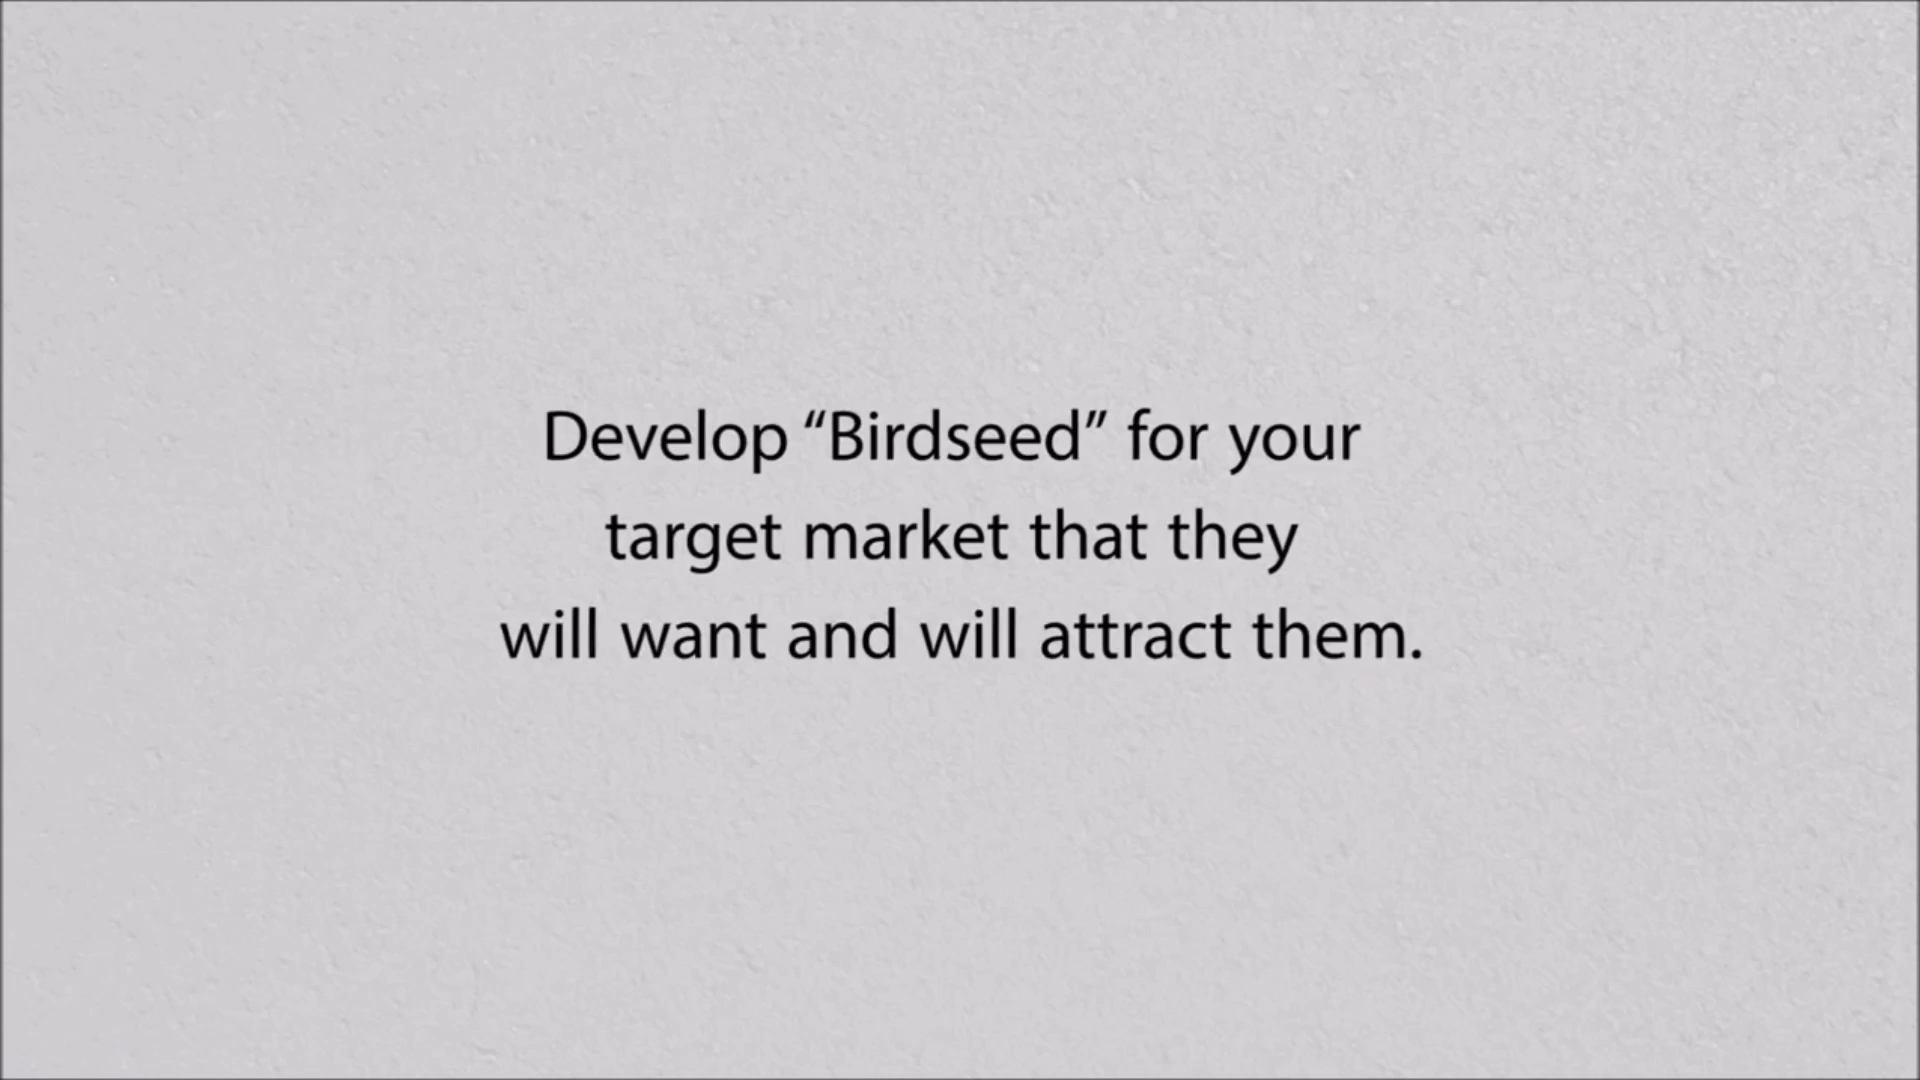 Develop “Birdseed” for your
target market that they
will want and will attract them.